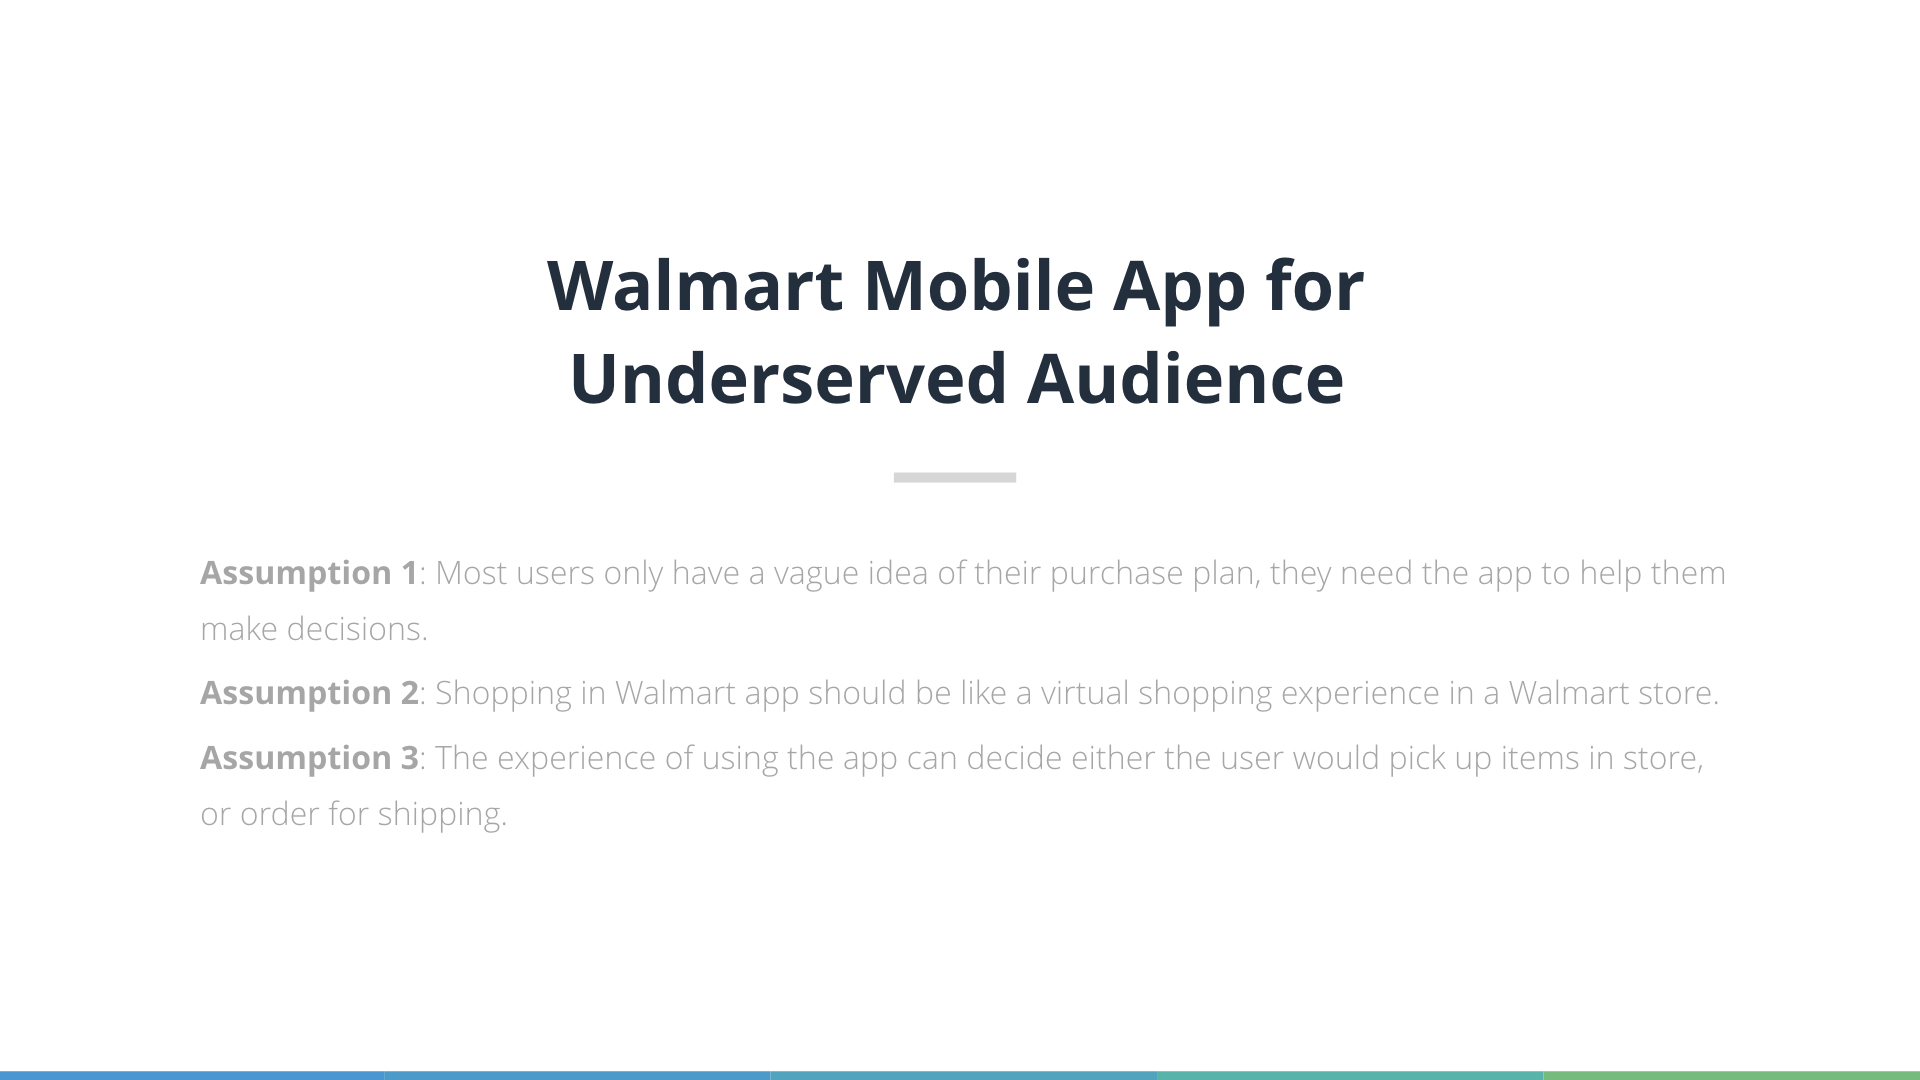 Walmart Mobile App for
Underserved Audience
Assumption 1: Most users only have a vague idea of their purchase plan, they need the app to help them
make decisions.
Assumption 2: Shopping in Walmart app should be like a virtual shopping experience in a Walmart store.
Assumption 3: The experience of using the app can decide either the user would pick up items in store,
or order for shipping.